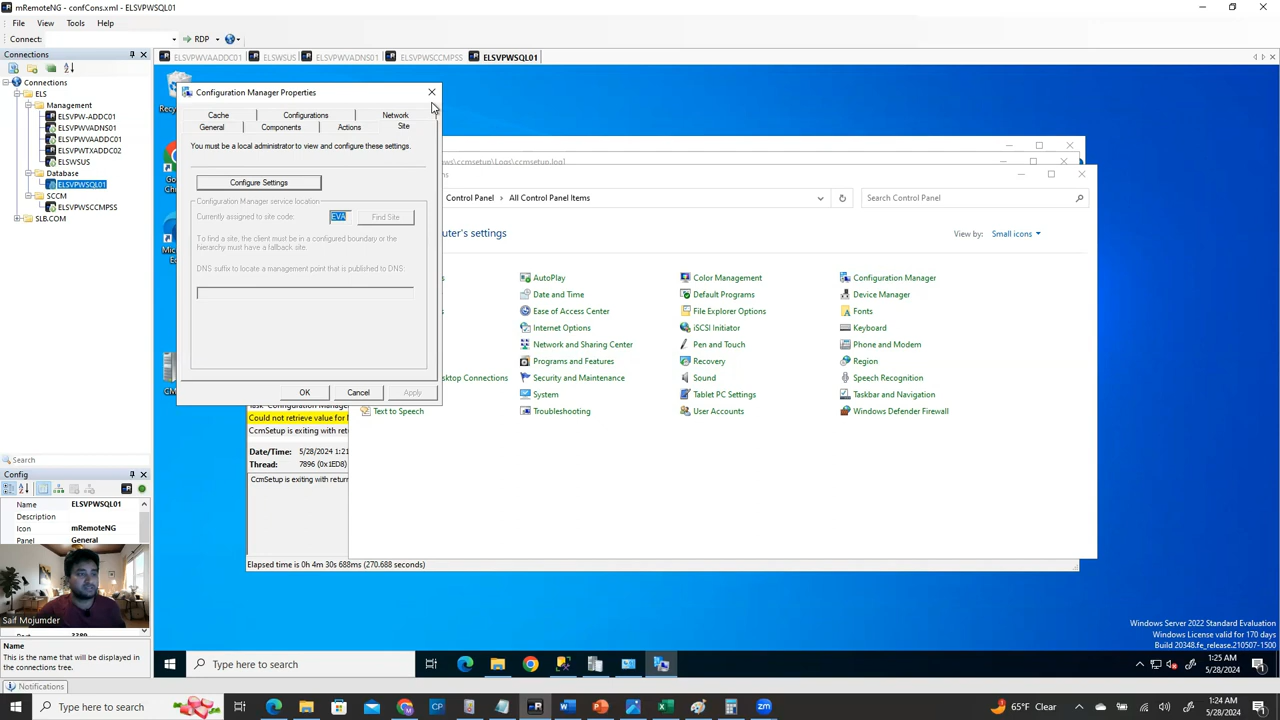 mRemoteNG - confCons.xml - ELSVPWSQL01
File View Tools Help
Connect: RDP
Connections
ELSVPWVAADDC01 ELSWSUS ELSVPWVADNS01 ELSVPWSCCMPSS ELSVPWSQL01
Connections
ELS
Management
ELSVPW-ADDC01
ELSVPWVADNS01
ELSVPWVAADDC01
ELSVPWTXADDC02
ELSWSUS
Database
ELSVPWSQL01
SCCM
ELSVPWSCCMPSS
SLB.COM
Search
Config
Name ELSVPWSQL01
Description
Icon mRemoteNG
Panel General
Saif Mojumder
Name
This is the name that will be displayed in the connections tree.
Notifications
Configuration Manager Properties
Cache Configurations Network
General Components Actions Site
You must be a local administrator to view and configure these settings.
Configure Settings
Configuration Manager service location
Currently assigned to site code: EVA Find Site
To find a site, the client must be in a configured boundary or the
hierarchy must have a fallback site.
DNS suffix to locate a management point that is published to DNS:
OK Cancel Apply
ws\ccmsetup\Logs\ccmsetup.log]
Control Panel > All Control Panel Items
Search Control Panel
uter's settings
View by: Small icons
AutoPlay Color Management Configuration Manager
Date and Time Default Programs Device Manager
Ease of Access Center File Explorer Options Fonts
Internet Options iSCSI Initiator Keyboard
Network and Sharing Center Pen and Touch Phone and Modem
Programs and Features Recovery Region
sktop Connections Security and Maintenance Sound Speech Recognition
System Tablet PC Settings Taskbar and Navigation
Text to Speech Troubleshooting User Accounts Windows Defender Firewall
Could not retrieve value for
CcmSetup is exiting with ret
Date/Time: 5/28/2024 1:21
Thread: 7896 (0x1ED8)
CcmSetup is exiting with return
Elapsed time is 0h 4m 30s 688ms (270.688 seconds)
Windows Server 2022 Standard Evaluation
Windows License valid for 170 days
Build 20348.fe_release.210507-1500
Type here to search
1:25 AM
5/28/2024
Type here to search
65°F Clear
1:24 AM
5/28/2024